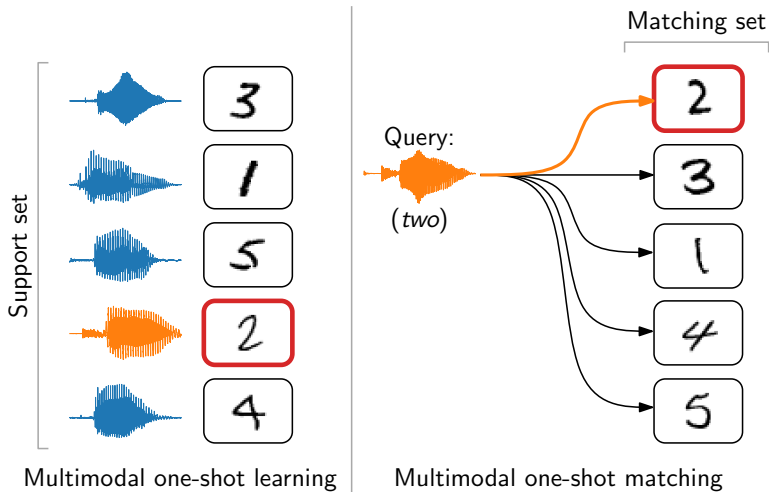 Support set
3
1
5
2
4
Multimodal one-shot learning
Matching set
Query:
(two)
2
3
1
4
5
Multimodal one-shot matching